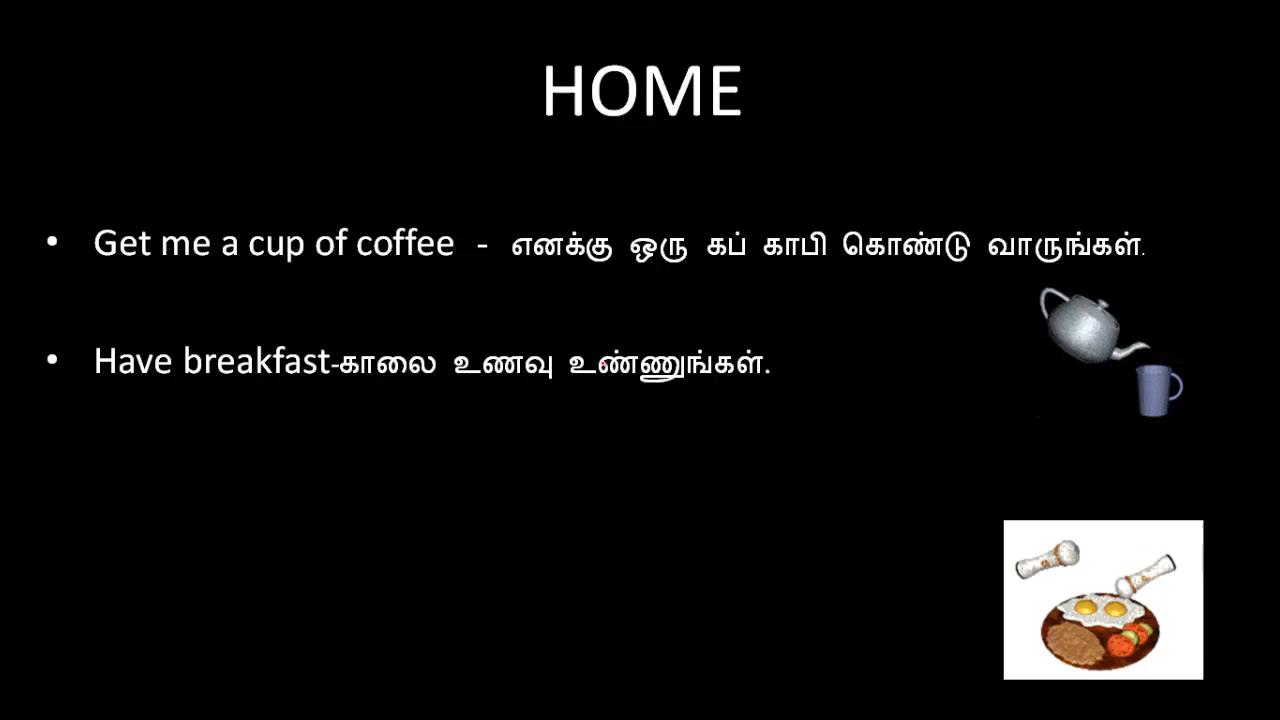 HOME
• Get me a cup of coffee - எனக்கு ஒரு கப் காபி கொண்டு வாருங்கள்.
• Have breakfast-காலை உணவு உண்ணுங்கள்.